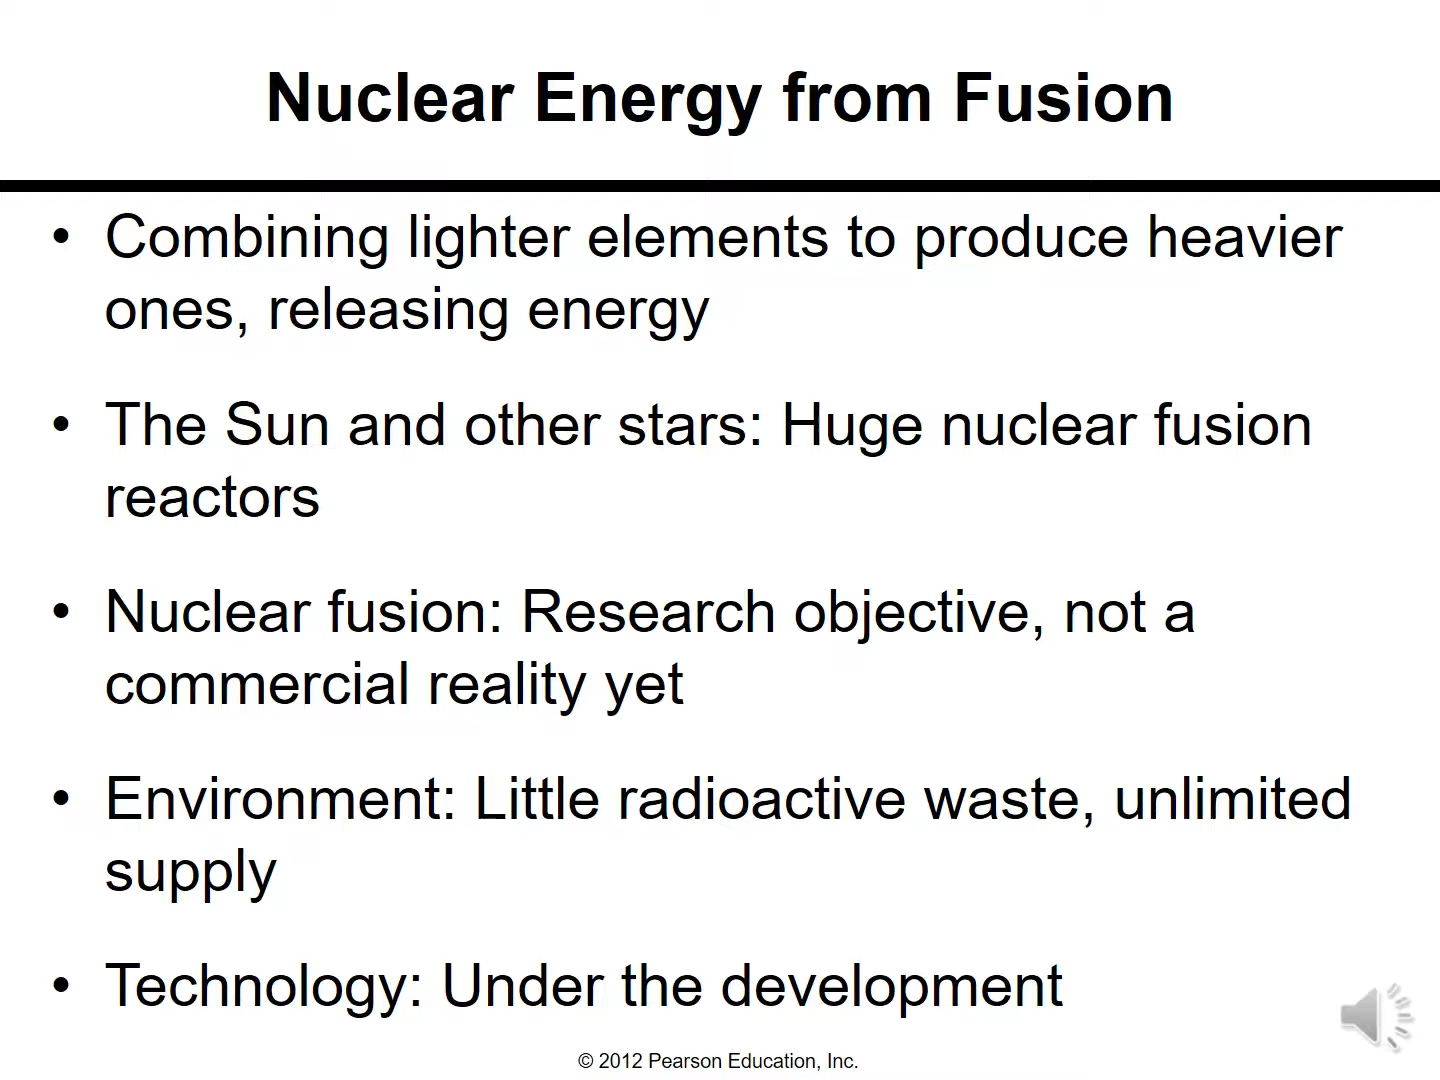 Nuclear Energy from Fusion
• Combining lighter elements to produce heavier
ones, releasing energy
• The Sun and other stars: Huge nuclear fusion
reactors
• Nuclear fusion: Research objective, not a
commercial reality yet
• Environment: Little radioactive waste, unlimited
supply
• Technology: Under the development
© 2012 Pearson Education, Inc.